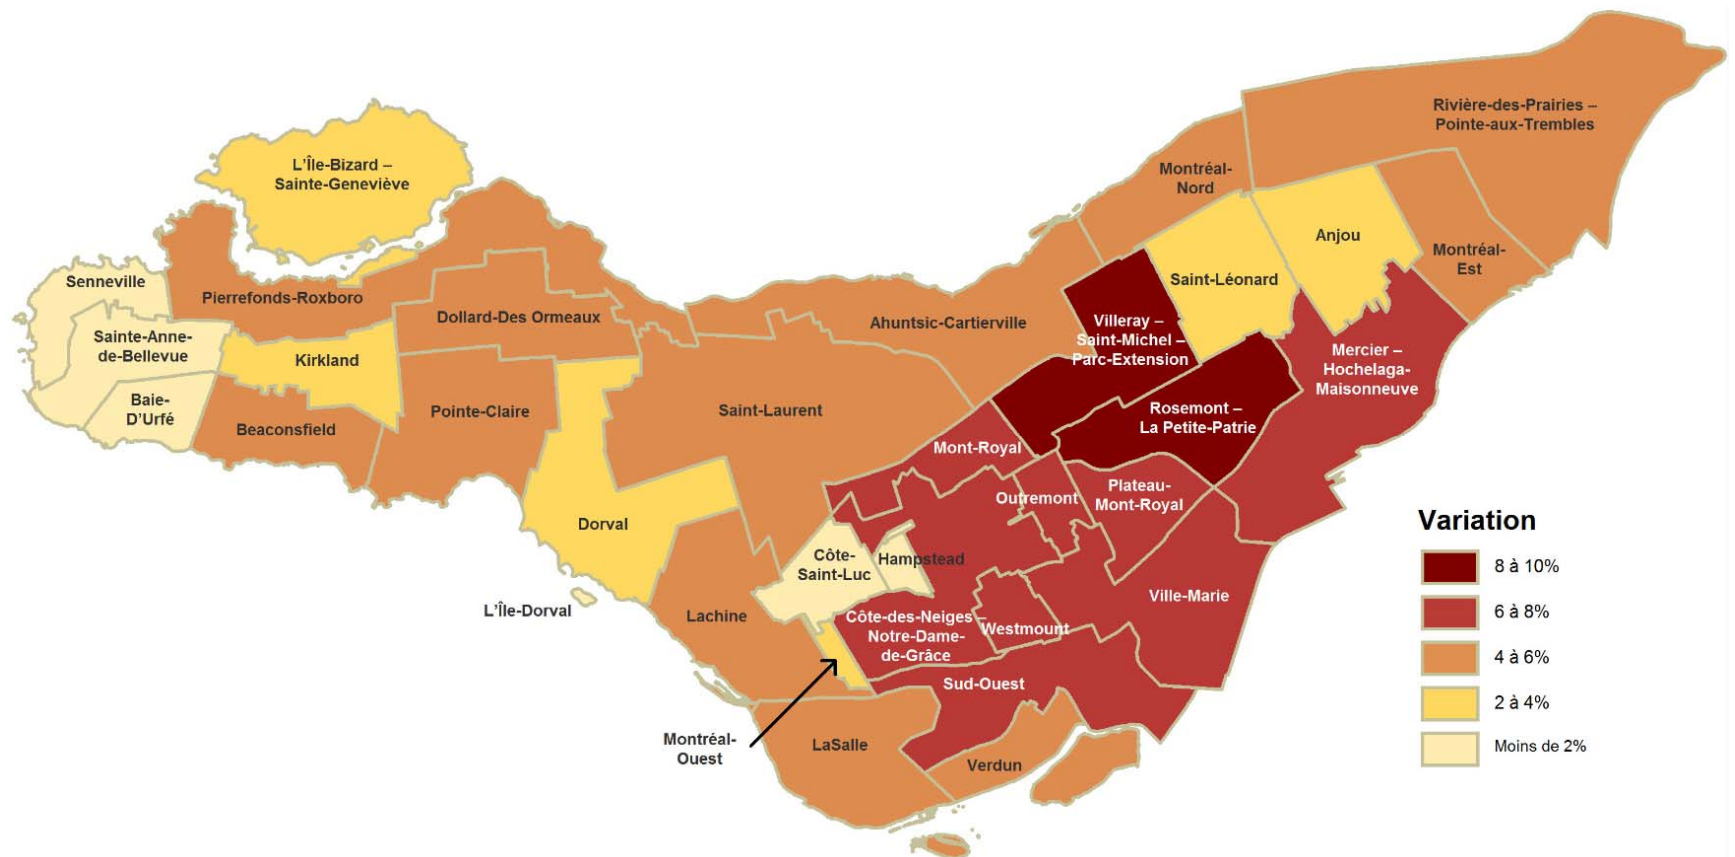 Rivière-des-Prairies –
Pointe-aux-Trembles
L'Île-Bizard –
Sainte-Geneviève
Montréal-
Nord
Anjou
Montréal-
Est
Saint-Léonard
Senneville
Pierrefonds-Roxboro
Dollard-Des Ormeaux
Ahuntsic-Cartierville
Villeray –
Saint-Michel –
Parc-Extension
Sainte-Anne-
de-Bellevue
Kirkland
Mercier –
Hochelaga-
Maisonneuve
Baie-
D'Urfé
Beaconsfield
Pointe-Claire
Saint-Laurent
Rosemont –
La Petite-Patrie
Mont-Royal
Outremont
Plateau-
Mont-Royal
Dorval
Côte-
Saint-Luc
Hampstead
L'Île-Dorval
Lachine
Côte-des-Neiges –
Notre-Dame-
de-Grâce
Westmount
Ville-Marie
Sud-Ouest
Montréal-
Ouest
LaSalle
Verdun
Variation
8 à 10%
6 à 8%
4 à 6%
2 à 4%
Moins de 2%